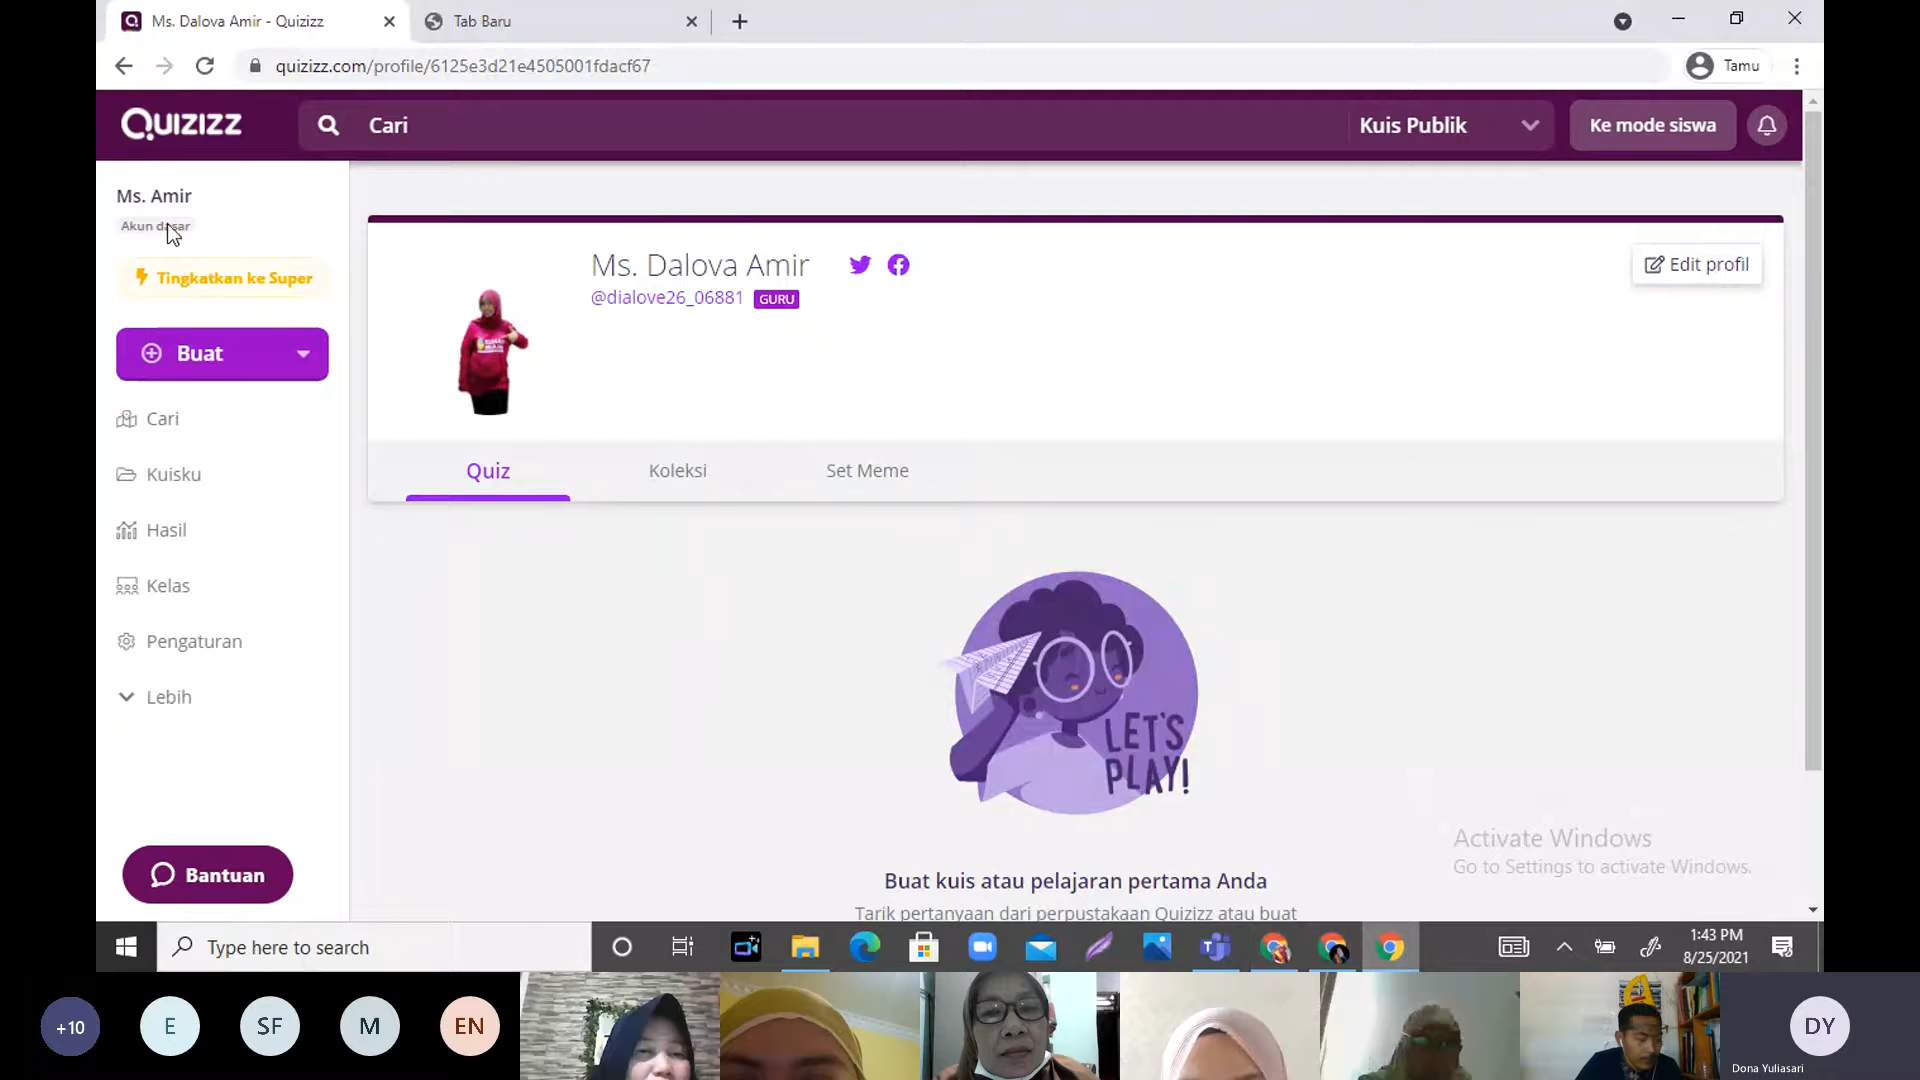 Ms. Dalova Amir - Quizizz
Tab Baru
quizizz.com/profile/6125e3d21e4505001fdacf67
Tamu
QUIZIZZ
Cari
Kuis Publik
Ke mode siswa
Ms. Amir
Akun dasar
Tingkatkan ke Super
Buat
Cari
Kuisku
Hasil
Kelas
Pengaturan
Lebih
Bantuan
Ms. Dalova Amir
@dialove26_06881 GURU
Edit profil
Quiz
Koleksi
Set Meme
LET'S
PLAY!
Buat kuis atau pelajaran pertama Anda
Tarik pertanyaan dari perpustakaan Quizizz atau buat
Activate Windows
Go to Settings to activate Windows.
Type here to search
1:43 PM
8/25/2021
+10
E
SF
M
EN
DY
Dona Yuliasari